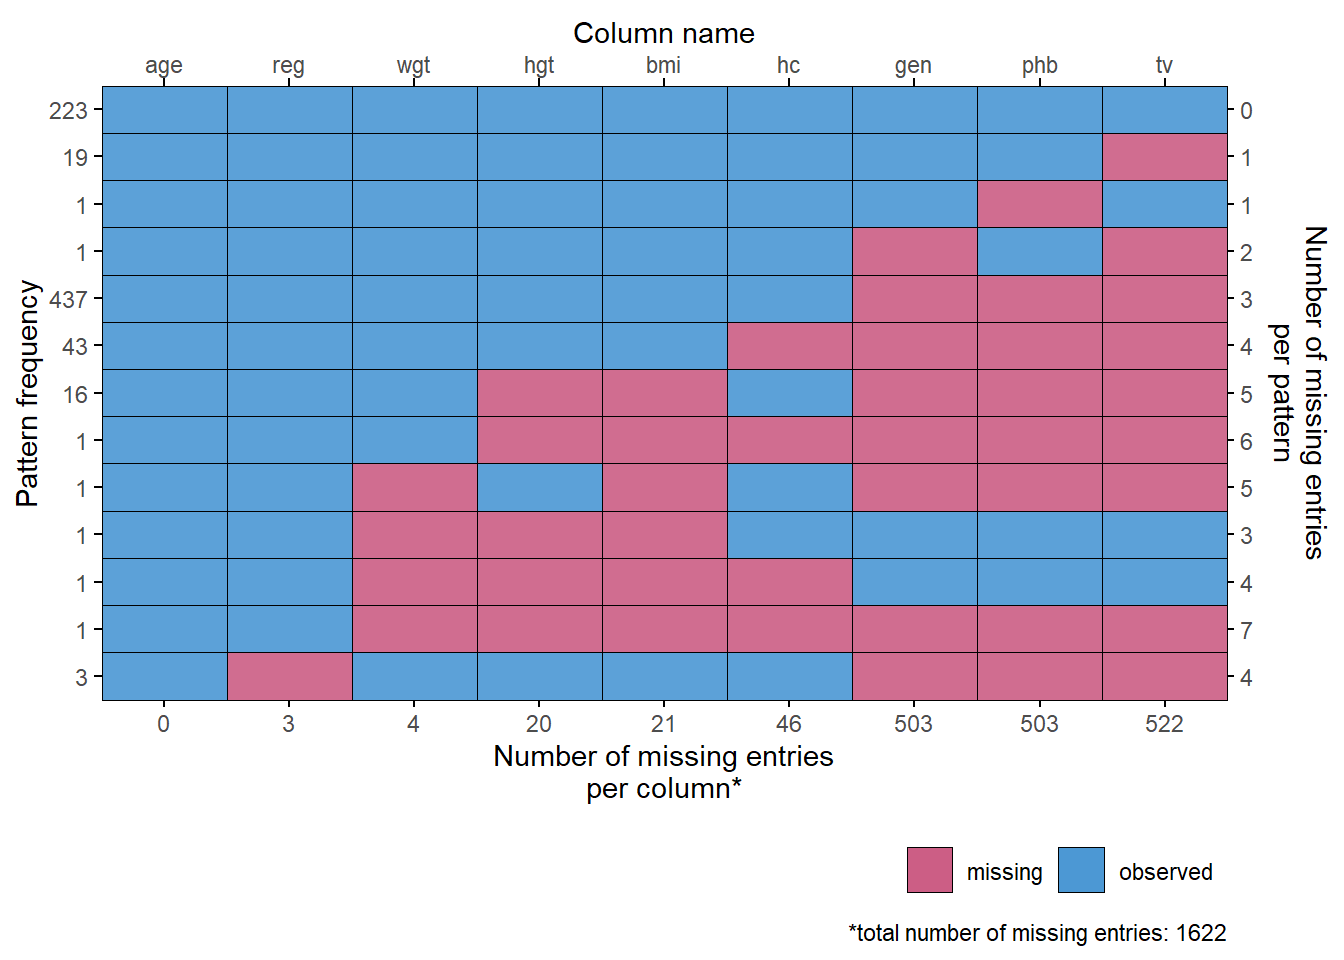 Column name
age reg wgt hgt bmi hc gen phb tv
223 0
19 1
1 1
1 2
437 3
43 4
16 5
1 6
1 5
1 3
1 4
1 7
3 4
Pattern frequency
Number of missing entries
per pattern
0 3 4 20 21 46 503 503 522
Number of missing entries
per column*
missing observed
*total number of missing entries: 1622